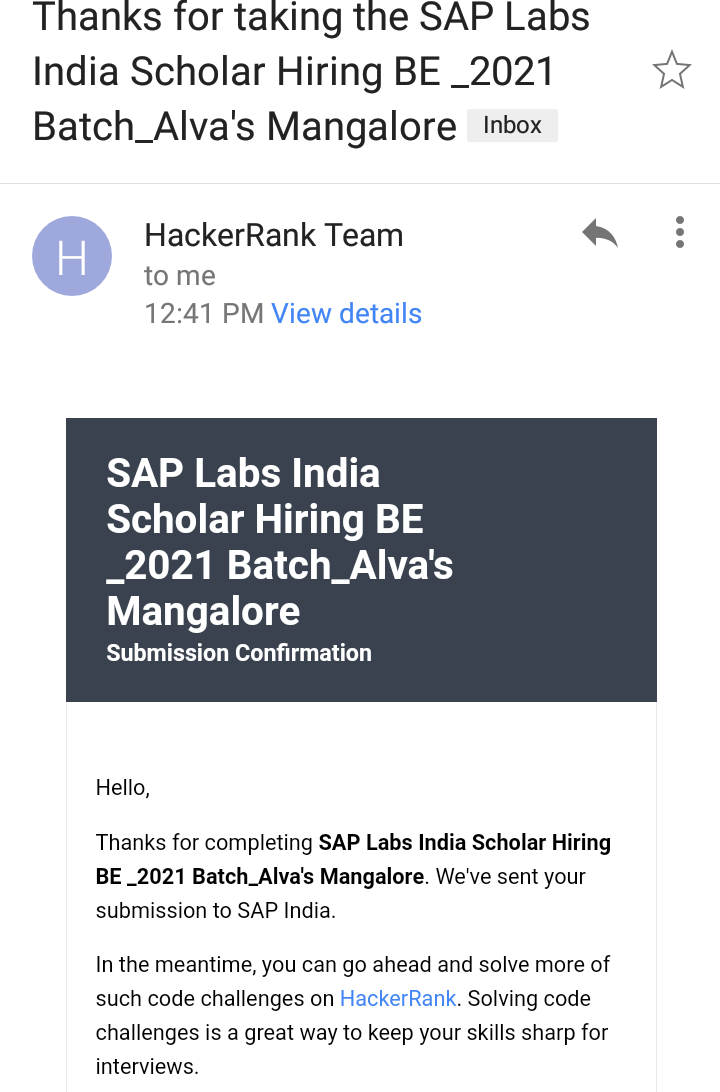 Thanks for taking the SAP Labs
India Scholar Hiring BE _2021
Batch_Alva's Mangalore Inbox
H
HackerRank Team
to me
12:41 PM View details
SAP Labs India
Scholar Hiring BE
_2021 Batch_Alva's
Mangalore
Submission Confirmation
Hello,
Thanks for completing SAP Labs India Scholar Hiring
BE _2021 Batch_Alva's Mangalore. We've sent your
submission to SAP India.
In the meantime, you can go ahead and solve more of
such code challenges on HackerRank. Solving code
challenges is a great way to keep your skills sharp for
interviews.